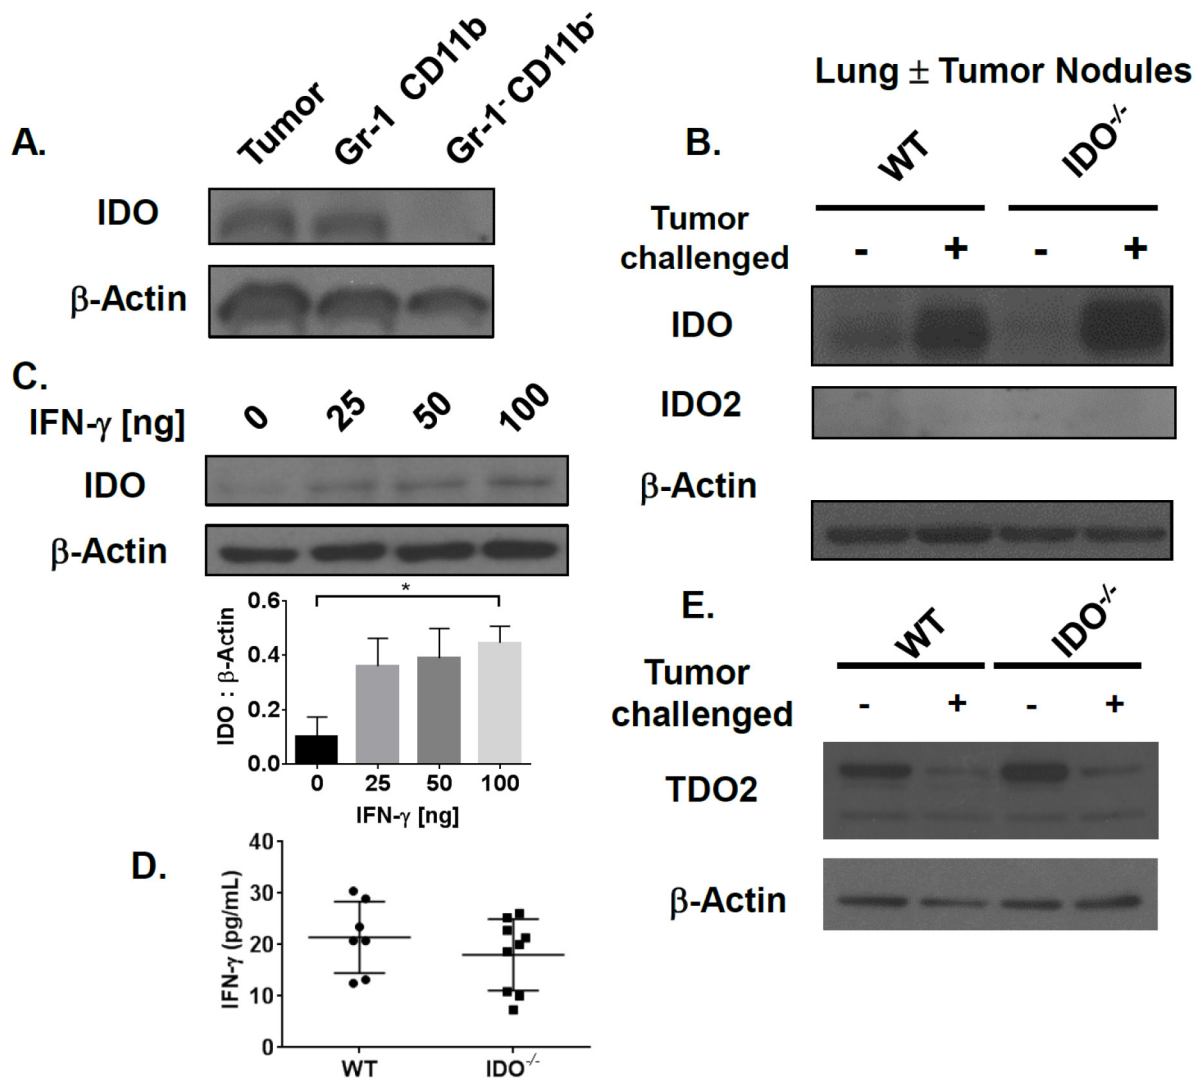 A.
Tumor
Gr-1 CD11b
Gr-1⁻ CD11b⁻
IDO
β-Actin
B.
Lung ± Tumor Nodules
WT
IDO⁻/⁻
Tumor
challenged
- + - +
IDO
IDO2
β-Actin
C.
IFN-γ [ng]
0 25 50 100
IDO
β-Actin
*
IDO : β-Actin
0.6
0.4
0.2
0.0
0 25 50 100
IFN-γ [ng]
D.
IFN-γ (pg/mL)
40
30
20
10
0
WT IDO⁻/⁻
E.
WT
IDO⁻/⁻
Tumor
challenged
- + - +
TDO2
β-Actin